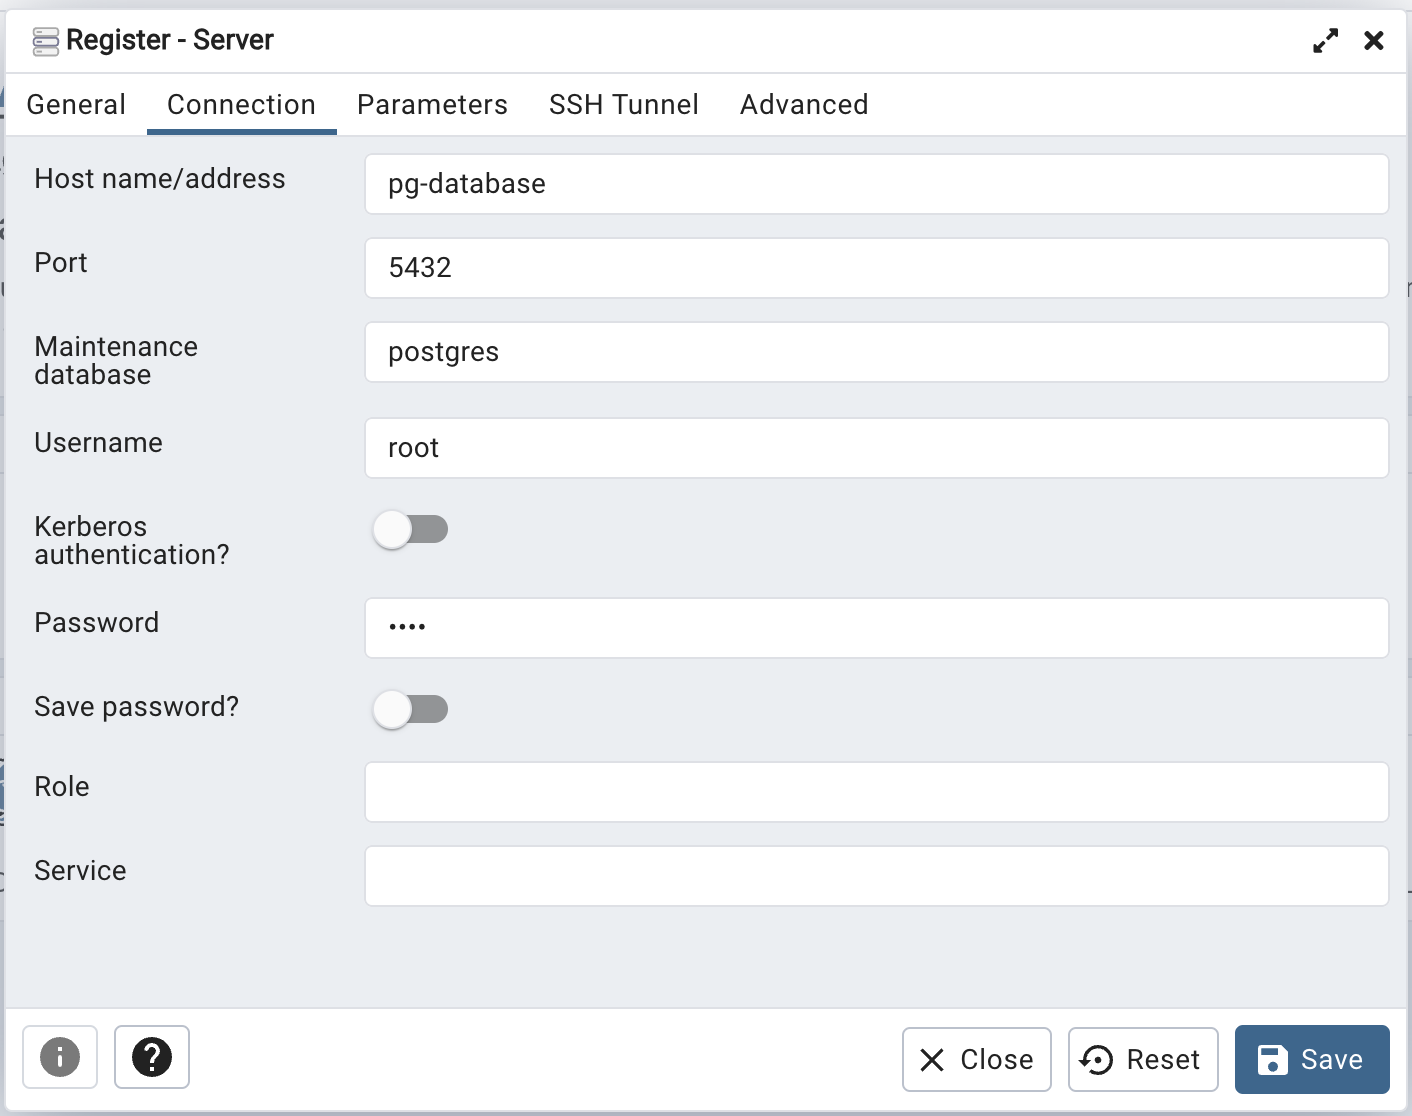 Register - Server
General Connection Parameters SSH Tunnel Advanced
Host name/address pg-database
Port 5432
Maintenance
database postgres
Username root
Kerberos
authentication?
Password ••••
Save password?
Role
Service
Close Reset Save